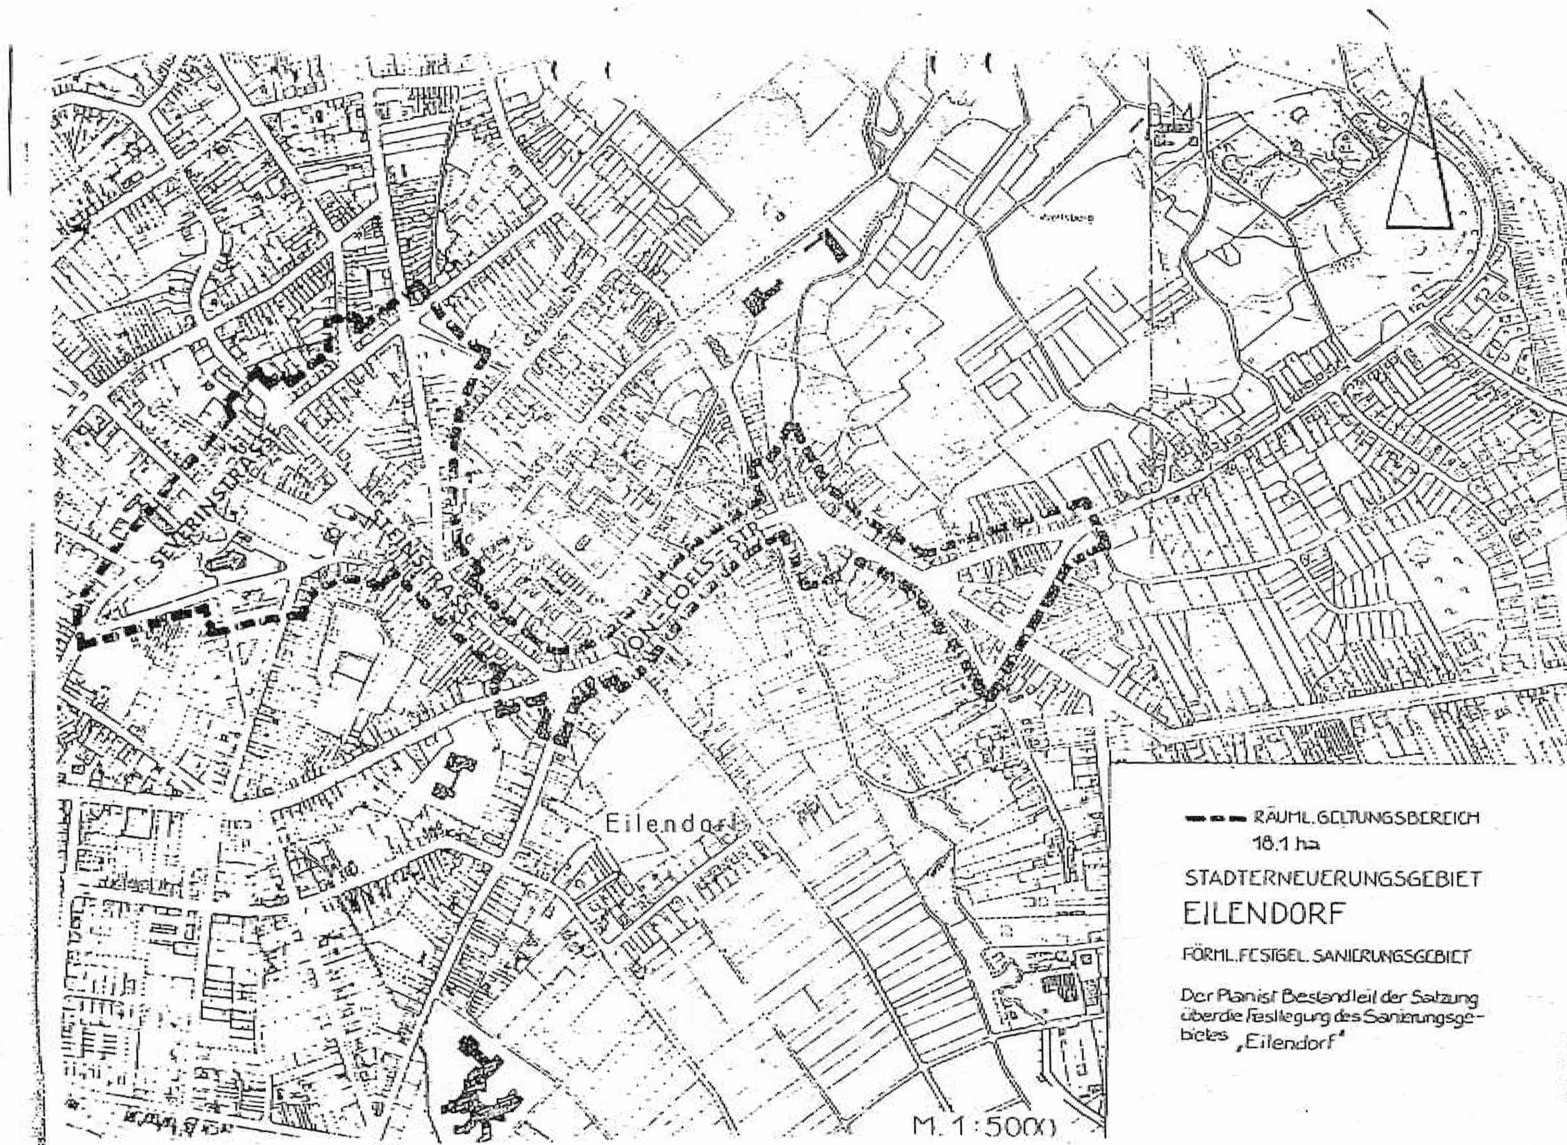 SEVERINSTRASSE
VON-COELS-STR.
Eilendorf
RÄUML. GELTUNGSBEREICH
18.1 ha
STADTERNEUERUNGSGEBIET
EILENDORF
FÖRML. FESTGEL. SANIERUNGSGEBIET
Der Plan ist Bestandteil der Satzung
über die Festlegung des Sanierungsge-
bietes „Eilendorf"
M. 1:5000